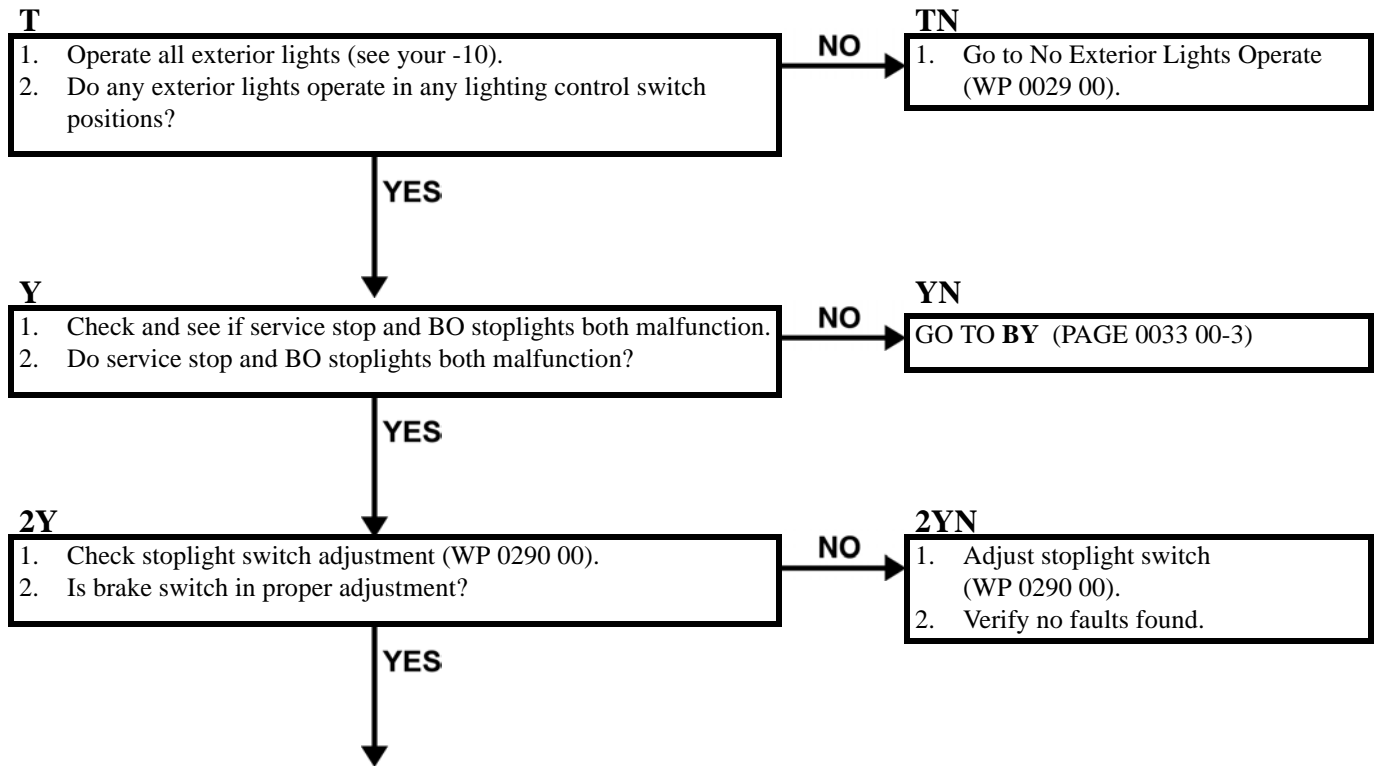 T
1. Operate all exterior lights (see your -10).
2. Do any exterior lights operate in any lighting control switch
positions?
NO
TN
1. Go to No Exterior Lights Operate
(WP 0029 00).
YES
Y
1. Check and see if service stop and BO stoplights both malfunction.
2. Do service stop and BO stoplights both malfunction?
NO
YN
GO TO BY (PAGE 0033 00-3)
YES
2Y
1. Check stoplight switch adjustment (WP 0290 00).
2. Is brake switch in proper adjustment?
NO
2YN
1. Adjust stoplight switch
(WP 0290 00).
2. Verify no faults found.
YES